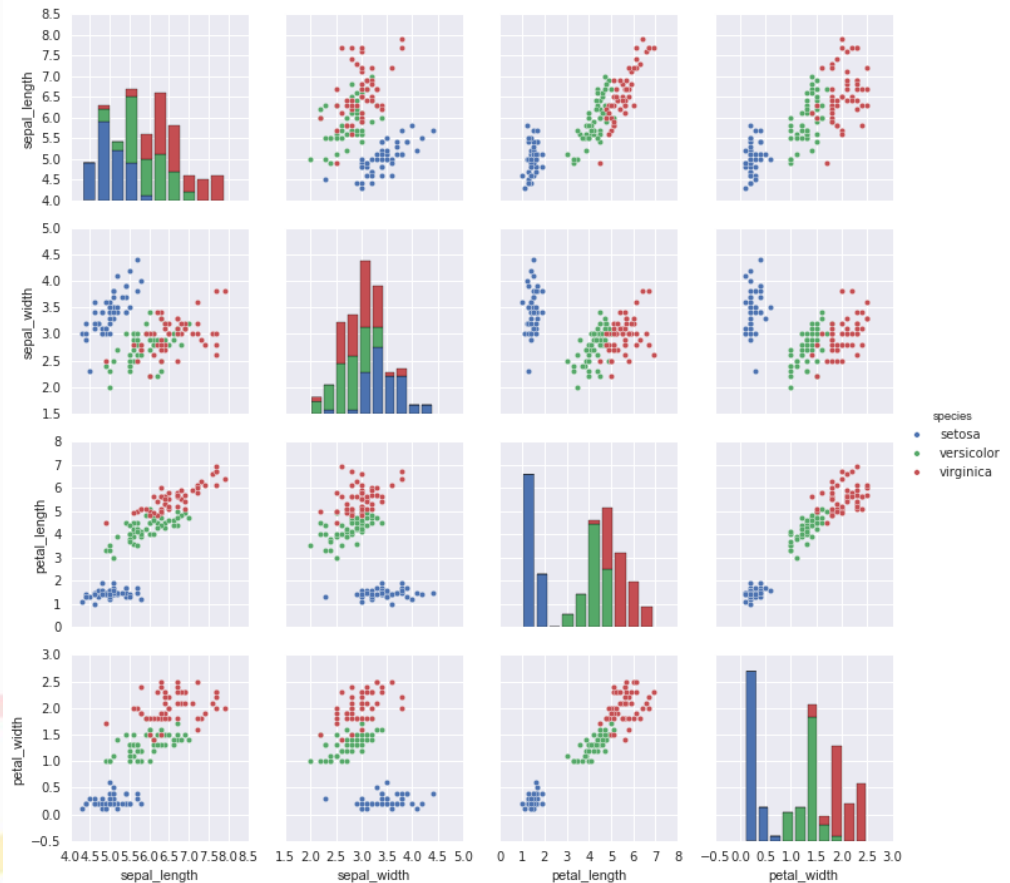 8.5
8.0
7.5
7.0
6.5
6.0
5.5
5.0
4.5
4.0
sepal_length
5.0
4.5
4.0
3.5
3.0
2.5
2.0
1.5
sepal_width
species
setosa
versicolor
virginica
8
7
6
5
4
3
2
1
0
petal_length
3.0
2.5
2.0
1.5
1.0
0.5
0.0
−0.5
petal_width
4.0 4.5 5.0 5.5 6.0 6.5 7.0 7.5 8.0 8.5
sepal_length
1.5 2.0 2.5 3.0 3.5 4.0 4.5 5.0
sepal_width
0 1 2 3 4 5 6 7 8
petal_length
−0.5 0.0 0.5 1.0 1.5 2.0 2.5 3.0
petal_width